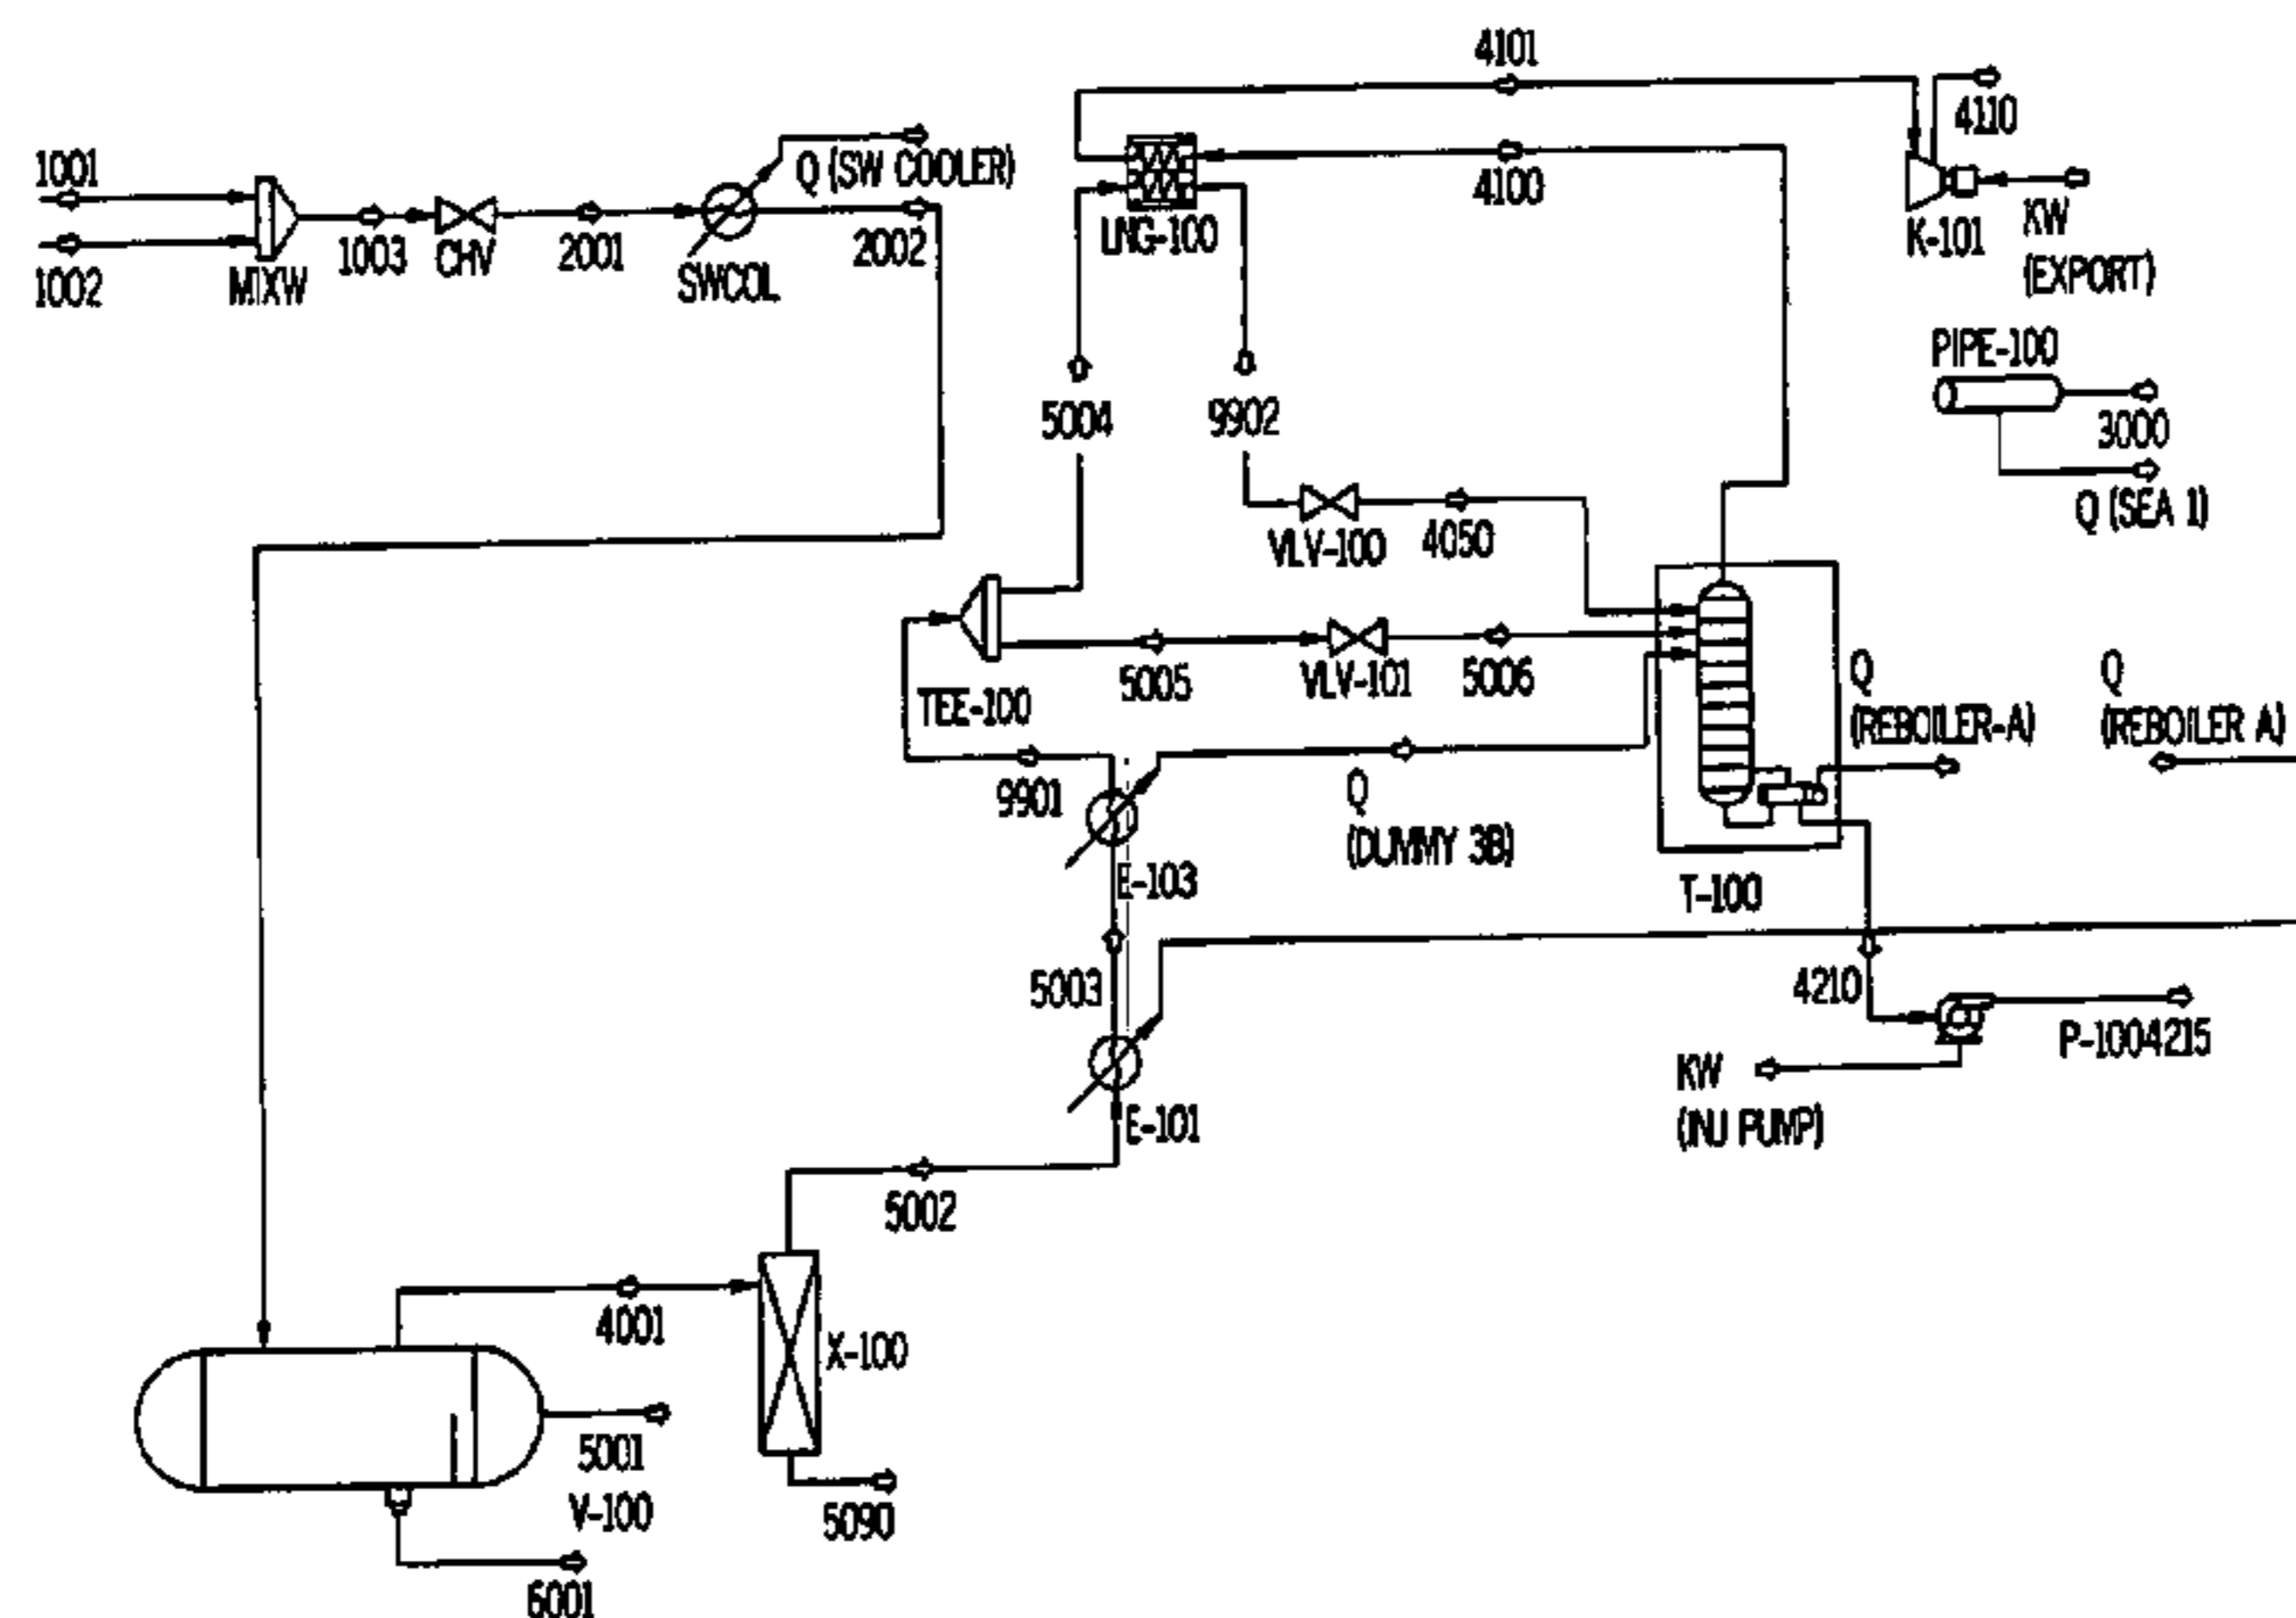 4101
4110
1001
Q (SW COOLER)
4100
1003
CHV
2001
2002
LNG-100
K-101
KW
(EXPORT)
1002
MIXW
SWCOL
PIPE-100
5004
9902
3000
Q (SEA 1)
VLV-100
4050
TEE-100
5005
VLV-101
5006
Q
(REBOILER-A)
Q
(REBOILER A)
9901
Q
(DUMMY 3B)
E-103
T-100
5003
4210
P-1004215
KW
(INJ PUMP)
E-101
5002
4001
X-100
5001
V-100
5090
6001